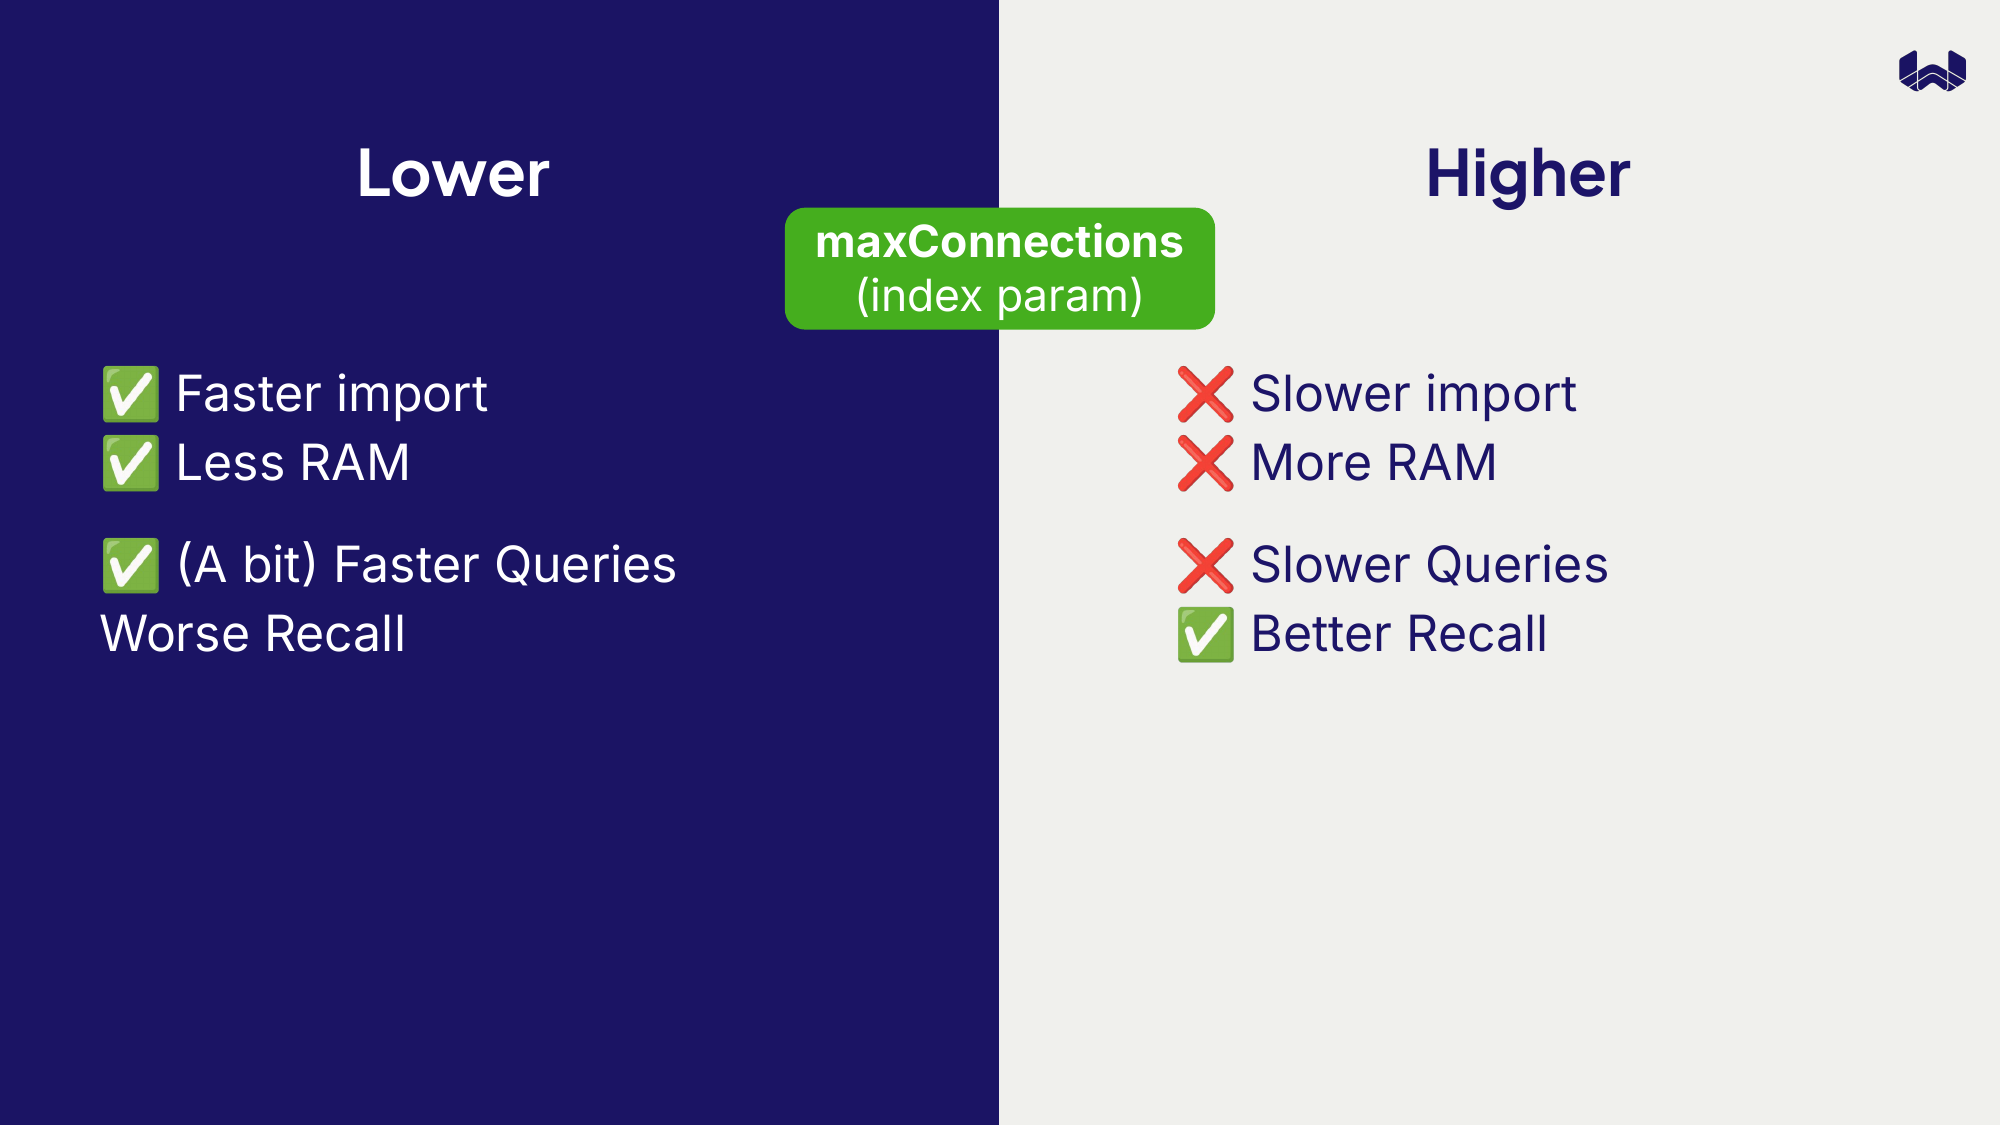 Lower
Higher
maxConnections
(index param)
✅ Faster import
✅ Less RAM
✅ (A bit) Faster Queries
Worse Recall
❌ Slower import
❌ More RAM
❌ Slower Queries
✅ Better Recall